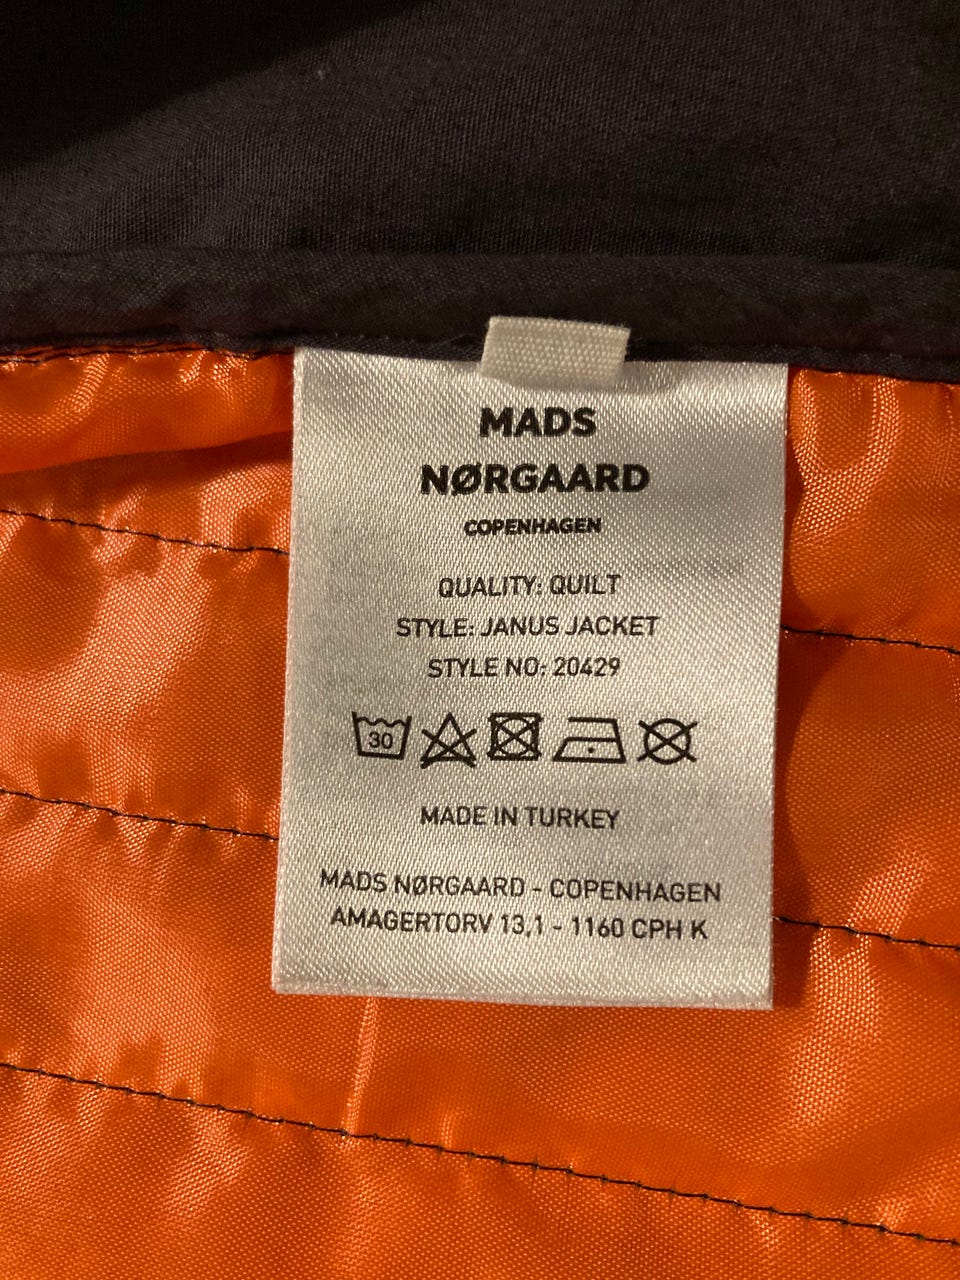 MADS
NØRGAARD
COPENHAGEN
QUALITY: QUILT
STYLE: JANUS JACKET
STYLE NO: 20429
30
MADE IN TURKEY
MADS NØRGAARD - COPENHAGEN
AMAGERTORV 13,1 - 1160 CPH K